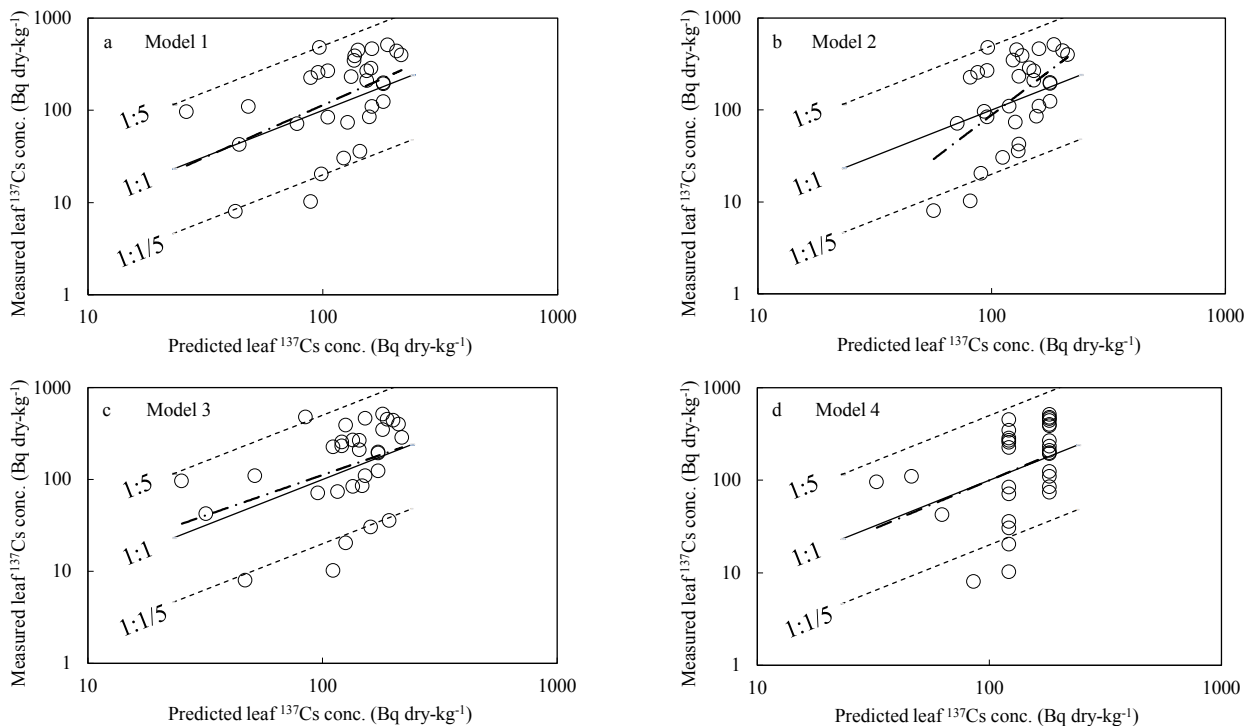 1000
100
10
1
a Model 1
1:5
1:1
1:1/5
10 100 1000
Measured leaf ¹³⁷Cs conc. (Bq dry-kg⁻¹)
Predicted leaf ¹³⁷Cs conc. (Bq dry-kg⁻¹)
1000
100
10
1
b Model 2
1:5
1:1
1:1/5
10 100 1000
Measured leaf ¹³⁷Cs conc. (Bq dry-kg⁻¹)
Predicted leaf ¹³⁷Cs conc. (Bq dry-kg⁻¹)
1000
100
10
1
c Model 3
1:5
1:1
1:1/5
10 100 1000
Measured leaf ¹³⁷Cs conc. (Bq dry-kg⁻¹)
Predicted leaf ¹³⁷Cs conc. (Bq dry-kg⁻¹)
1000
100
10
1
d Model 4
1:5
1:1
1:1/5
10 100 1000
Measured leaf ¹³⁷Cs conc. (Bq dry-kg⁻¹)
Predicted leaf ¹³⁷Cs conc. (Bq dry-kg⁻¹)